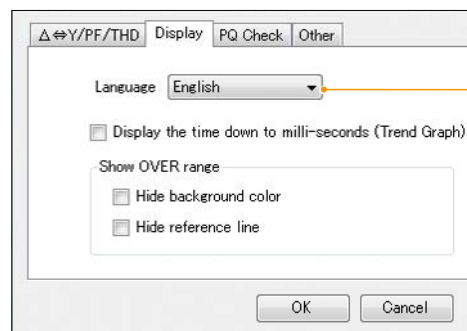 Δ⇔Y/PF/THD Display PQ Check Other
Language English
Display the time down to milli-seconds (Trend Graph)
Show OVER range
Hide background color
Hide reference line
OK Cancel